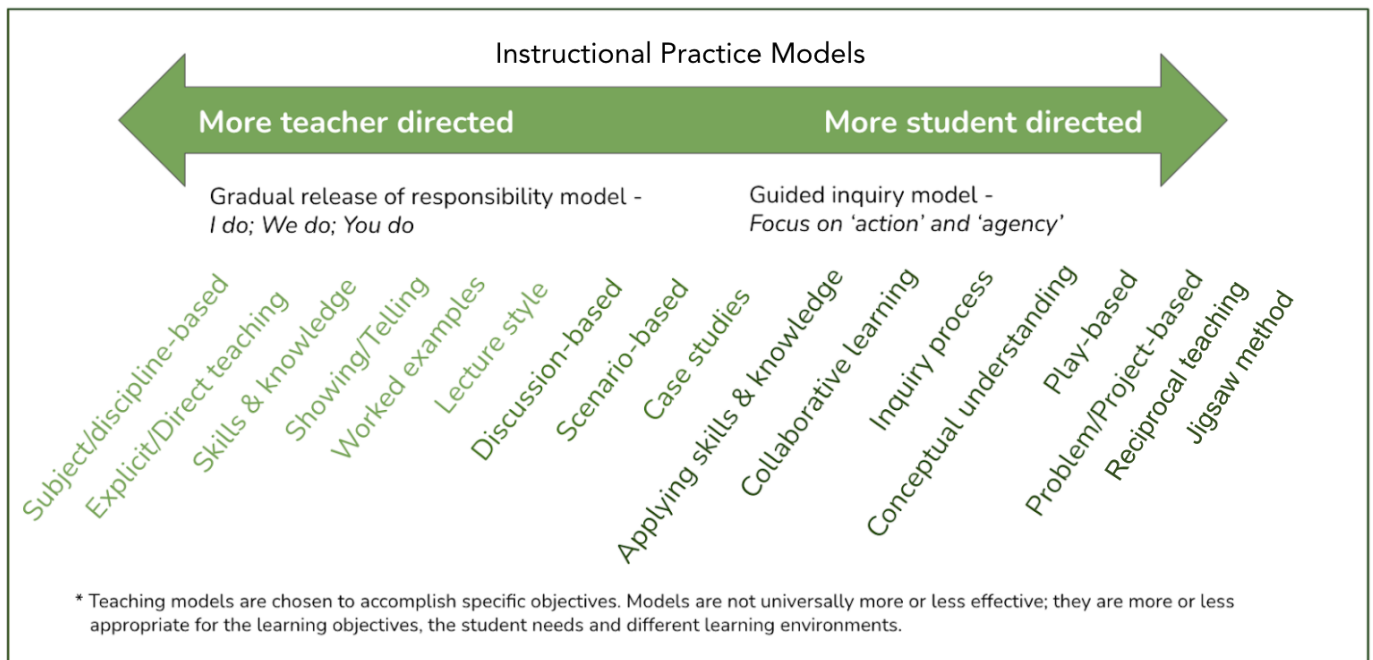 Instructional Practice Models
More teacher directed
More student directed
Gradual release of responsibility model -
I do; We do; You do
Guided inquiry model -
Focus on ‘action’ and ‘agency’
Subject/discipline-based
Explicit/Direct teaching
Skills & knowledge
Showing/Telling
Worked examples
Lecture style
Discussion-based
Scenario-based
Case studies
Applying skills & knowledge
Collaborative learning
Inquiry process
Conceptual understanding
Play-based
Problem/Project-based
Reciprocal teaching
Jigsaw method
* Teaching models are chosen to accomplish specific objectives. Models are not universally more or less effective; they are more or less
appropriate for the learning objectives, the student needs and different learning environments.